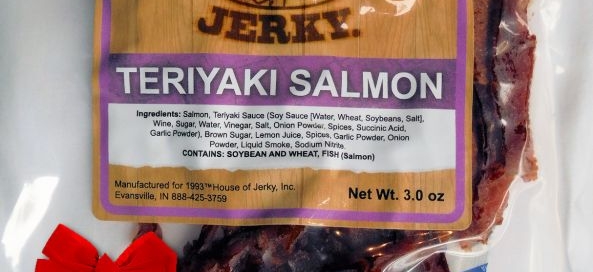 JERKY.
TERIYAKI SALMON
Ingredients: Salmon, Teriyaki Sauce (Soy Sauce [Water, Wheat, Soybeans, Salt],
Wine, Sugar, Water, Vinegar, Salt, Onion Powder, Spices, Succinic Acid,
Garlic Powder), Brown Sugar, Lemon Juice, Spices, Garlic Powder, Onion
Powder, Liquid Smoke, Sodium Nitrite.
CONTAINS: SOYBEAN AND WHEAT, FISH (Salmon)
Manufactured for 1993™House of Jerky, Inc.
Evansville, IN 888-425-3759
Net Wt. 3.0 oz